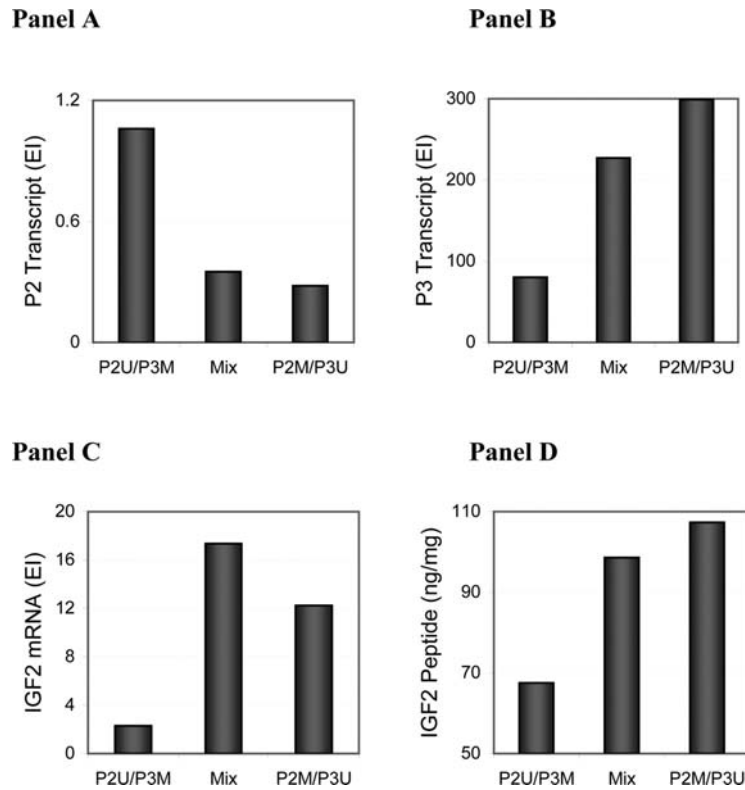 Panel A
Panel B
1.2
0.6
0
P2 Transcript (EI)
P2U/P3M Mix P2M/P3U
300
200
100
0
P3 Transcript (EI)
P2U/P3M Mix P2M/P3U
Panel C
Panel D
20
16
12
8
4
0
IGF2 mRNA (EI)
P2U/P3M Mix P2M/P3U
110
90
70
50
IGF2 Peptide (ng/mg)
P2U/P3M Mix P2M/P3U